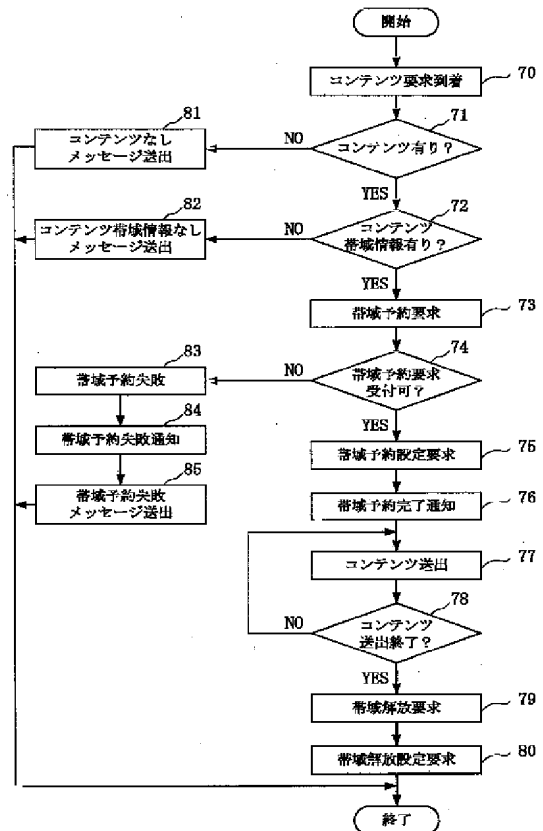 開始
コンテンツ要求到着
70
コンテンツ有り？
71
NO
コンテンツなし
メッセージ送出
81
YES
コンテンツ
帯域情報有り？
72
NO
コンテンツ帯域情報なし
メッセージ送出
82
YES
帯域予約要求
73
帯域予約要求
受付可？
74
NO
帯域予約失敗
83
帯域予約失敗通知
84
帯域予約失敗
メッセージ送出
85
YES
帯域予約設定要求
75
帯域予約完了通知
76
コンテンツ送出
77
コンテンツ
送出終了？
78
NO
YES
帯域解放要求
79
帯域解放設定要求
80
終了